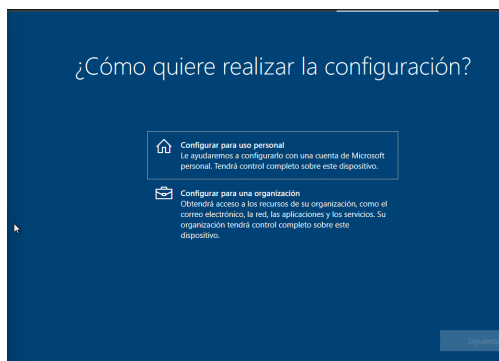 ¿Cómo quiere realizar la configuración?
Configurar para uso personal
Le ayudaremos a configurarlo con una cuenta de Microsoft
personal. Tendrá control completo sobre este dispositivo.
Configurar para una organización
Obtendrá acceso a los recursos de su organización, como el
correo electrónico, la red, las aplicaciones y los servicios. Su
organización tendrá control completo sobre este
dispositivo.
Siguiente